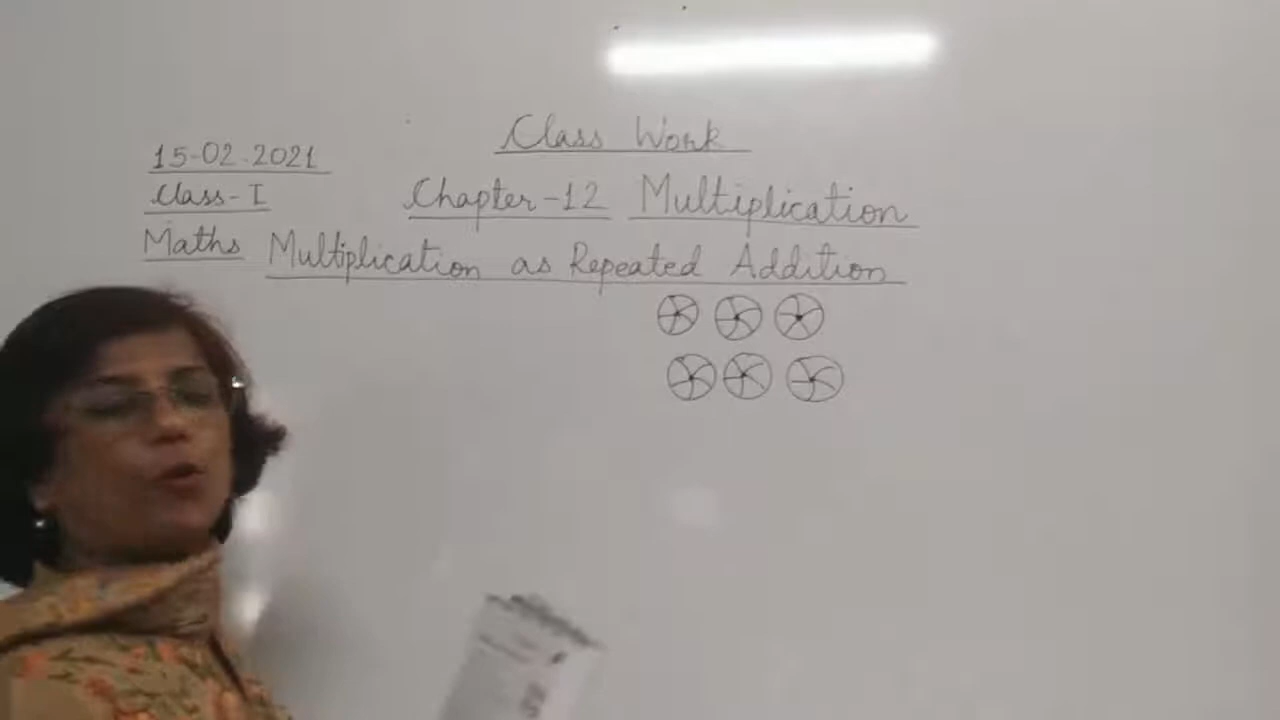 Class Work
15-02.2021
Class-I
Chapter-12 Multiplication
Maths
Multiplication as Repeated Addition